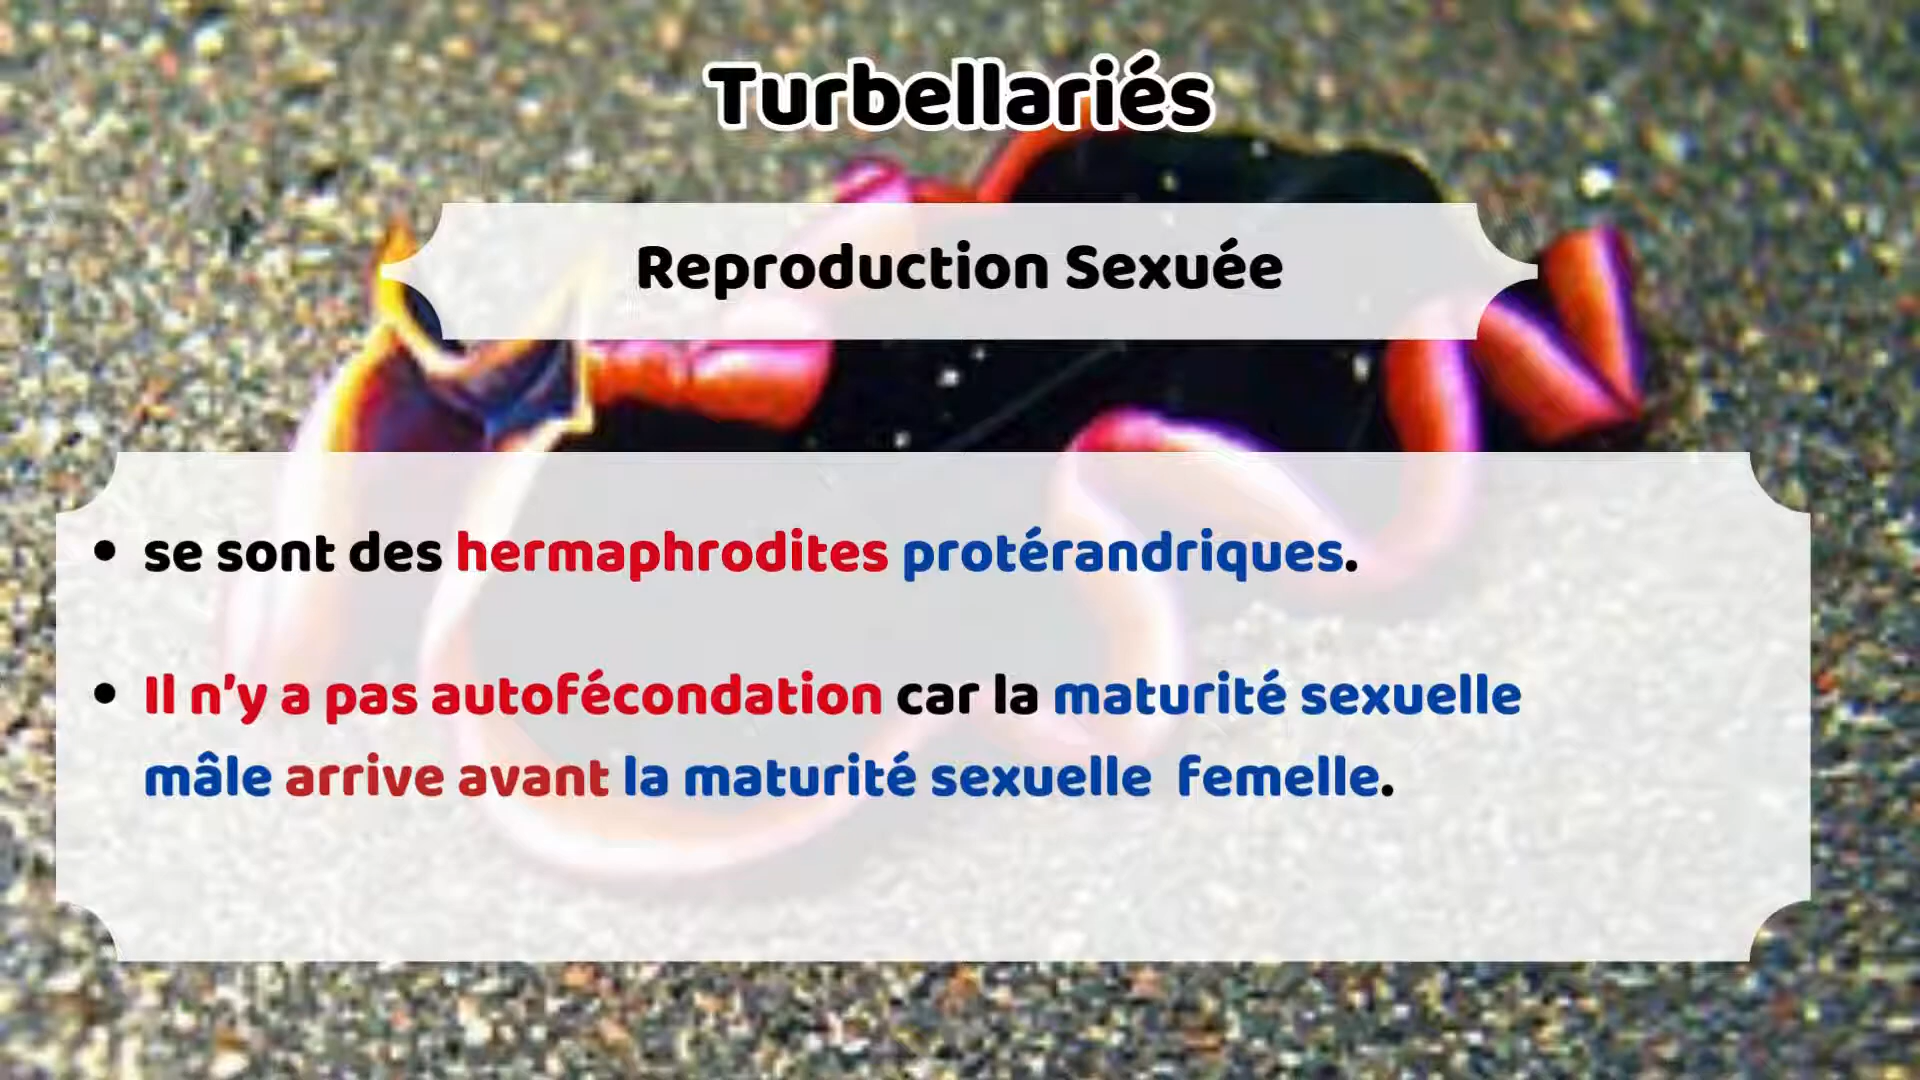 Turbellariés
Reproduction Sexuée
• se sont des hermaphrodites protérandriques.
• Il n'y a pas autofécondation car la maturité sexuelle
mâle arrive avant la maturité sexuelle femelle.